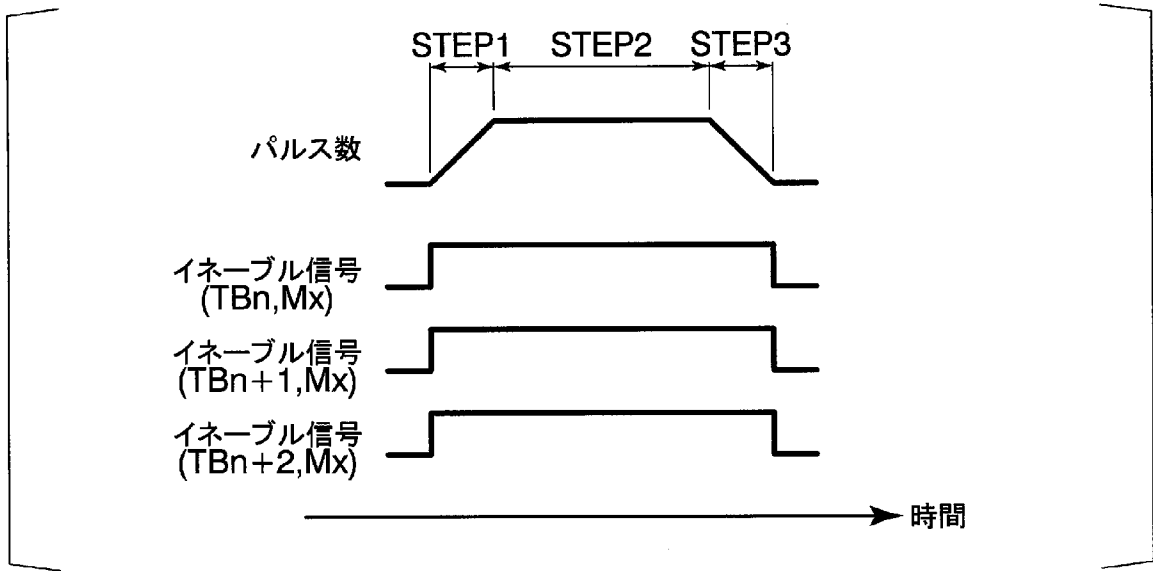 STEP1 STEP2 STEP3
パルス数
イネーブル信号
(TBn,Mx)
イネーブル信号
(TBn+1,Mx)
イネーブル信号
(TBn+2,Mx)
時間